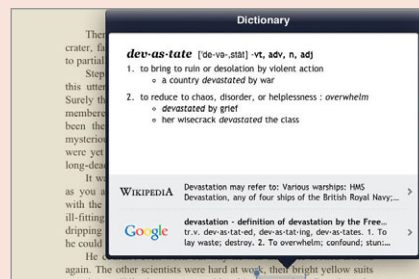 Dictionary
Ther
crater, fa
to partial
Step
this utter
Surely th
membere
been the
mysteriou
were yet
long-dead
It wa
as you a
with the
ill-fitting
dripping
he could
dev·as·tate ['de-və-,stāt] -vt, adv, n, adj
1. to bring to ruin or desolation by violent action
a country devastated by war
2. to reduce to chaos, disorder, or helplessness : overwhelm
devastated by grief
her wisecrack devastated the class
WIKIPEDIA
Devastation may refer to: Various warships: HMS
Devastation, any of four ships of the British Royal Navy;...
Google
devastation - definition of devastation by the Free...
tr.v. dev-as-tat-ed, dev-as-tat-ing, dev-as-tates. 1. To
lay waste; destroy. 2. To overwhelm; confound; stun:...
He c
again. The other scientists were hard at work, their bright yellow suits